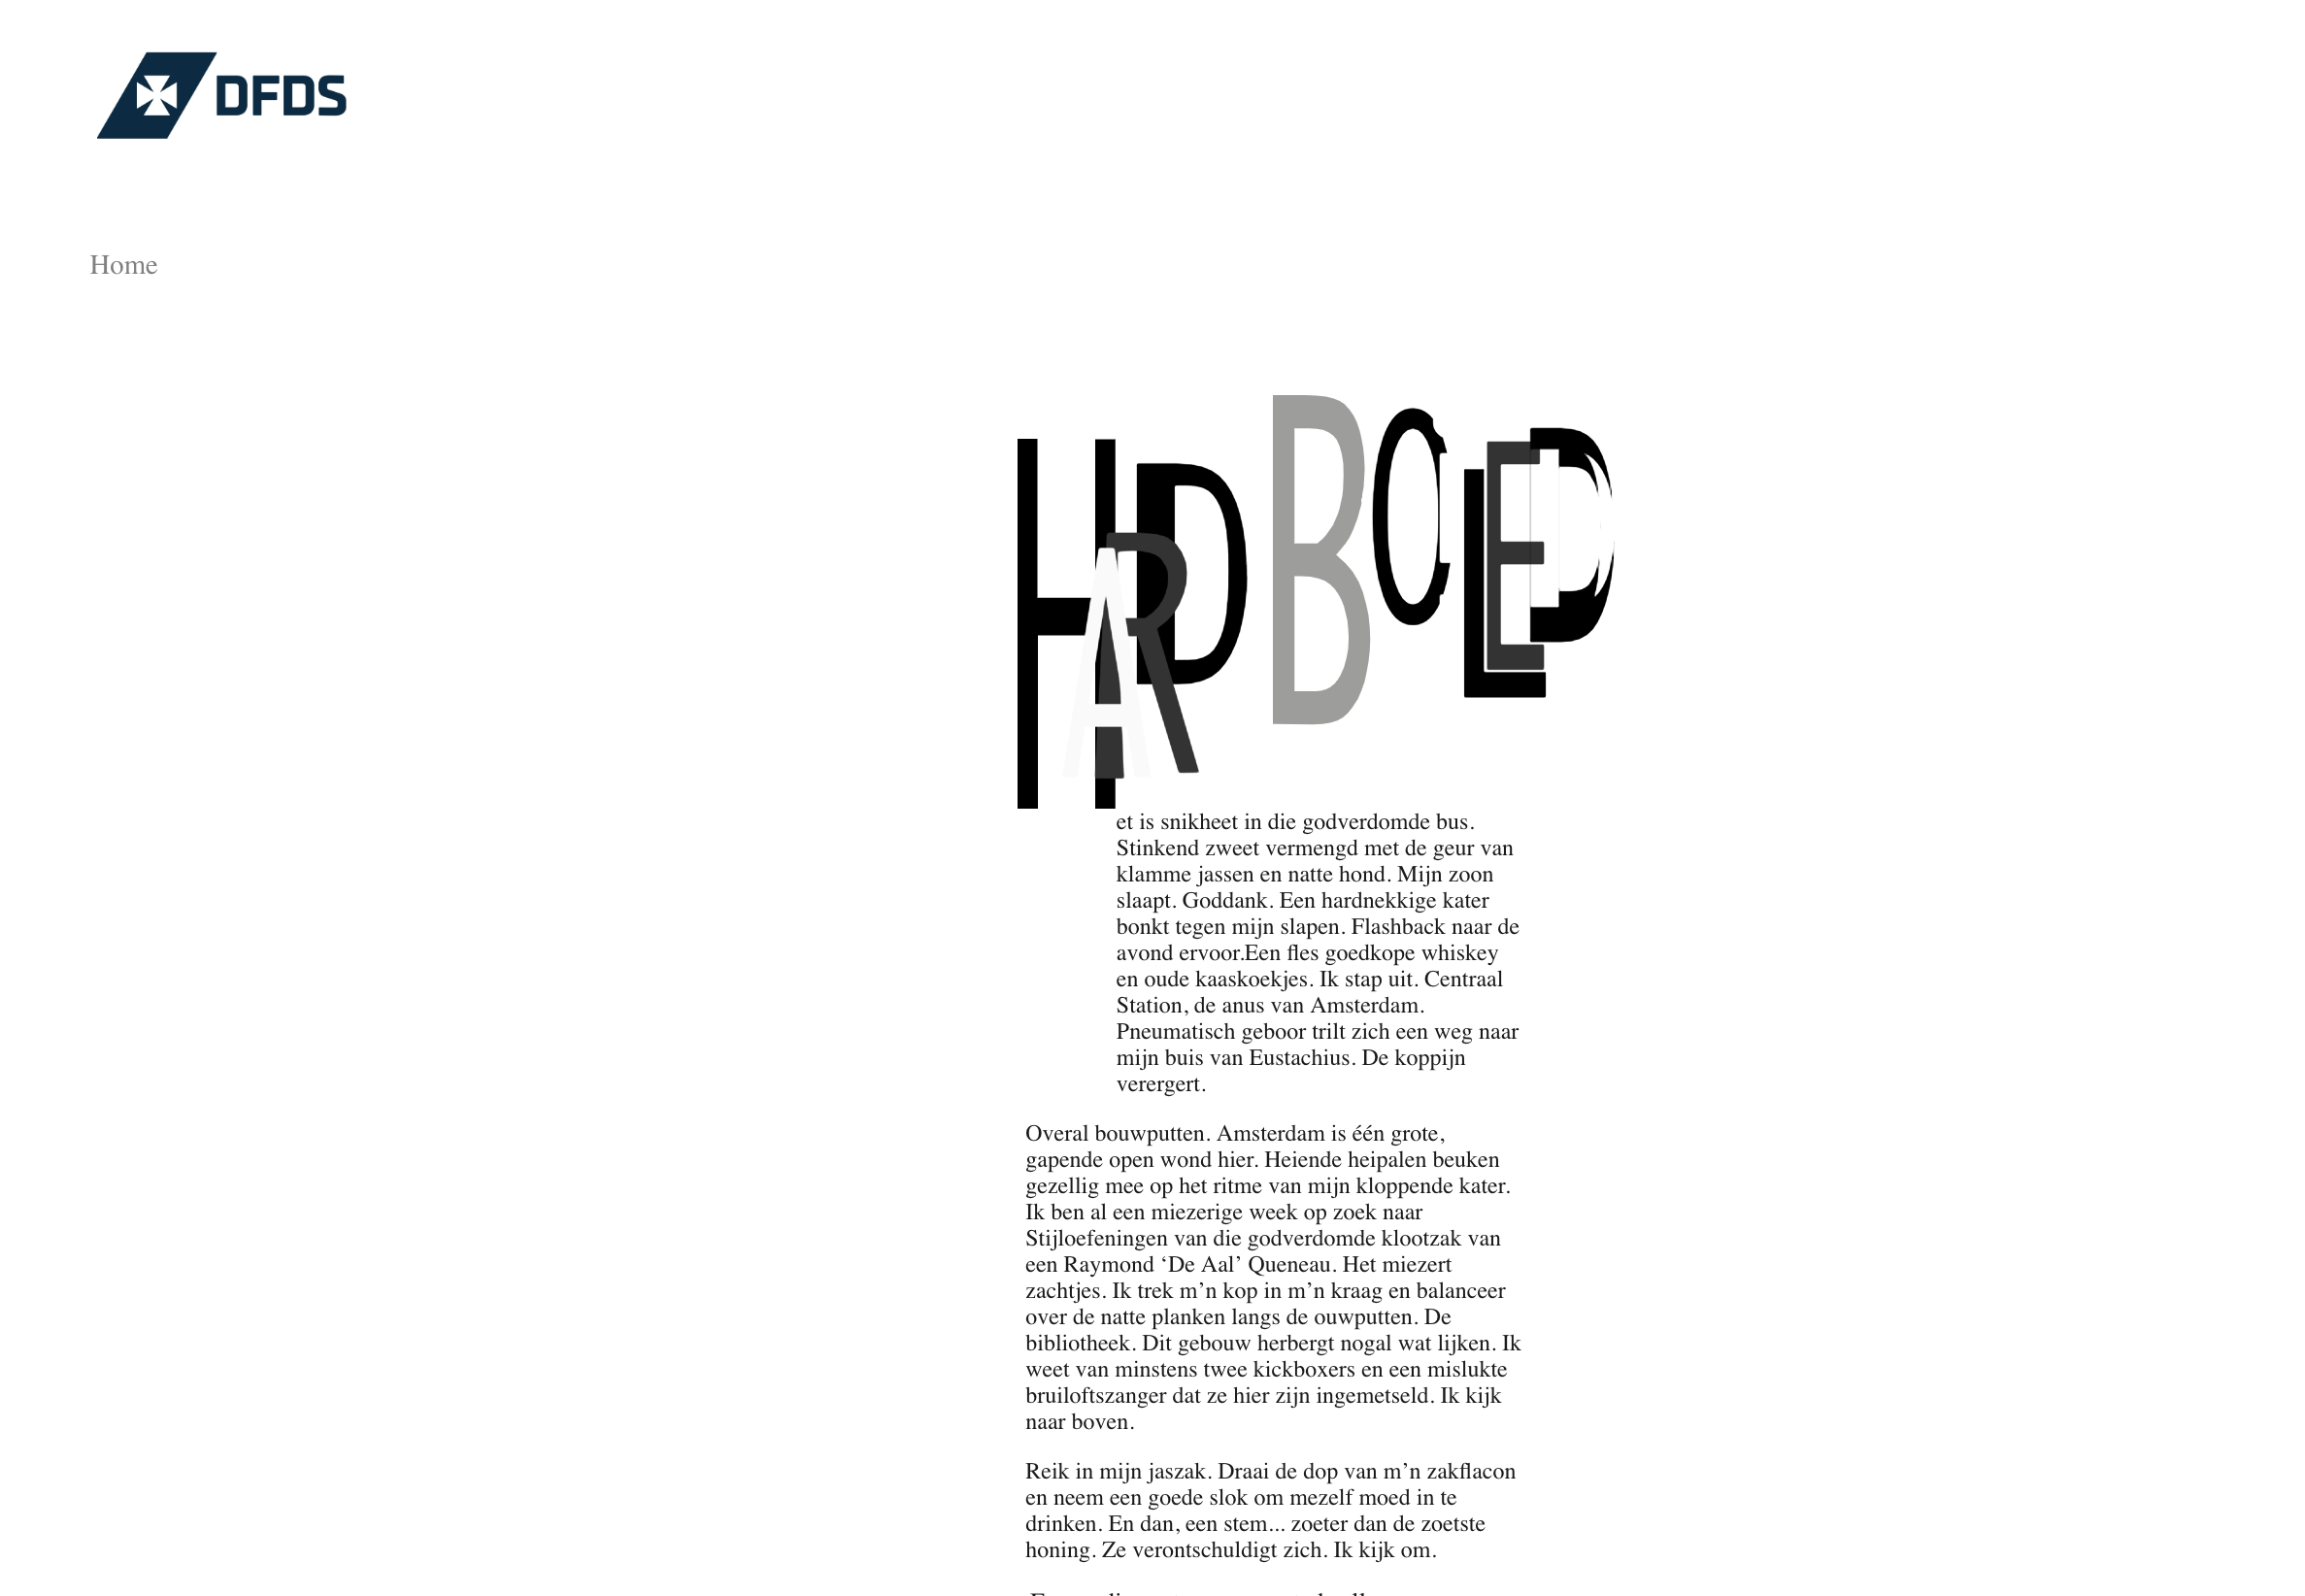 DFDS
Home
HARD BOILED
et is snikheet in die godverdomde bus.
Stinkend zweet vermengd met de geur van
klamme jassen en natte hond. Mijn zoon
slaapt. Goddank. Een hardnekkige kater
bonkt tegen mijn slapen. Flashback naar de
avond ervoor.Een fles goedkope whiskey
en oude kaaskoekjes. Ik stap uit. Centraal
Station, de anus van Amsterdam.
Pneumatisch geboor trilt zich een weg naar
mijn buis van Eustachius. De koppijn
verergert.
Overal bouwputten. Amsterdam is één grote,
gapende open wond hier. Heiende heipalen beuken
gezellig mee op het ritme van mijn kloppende kater.
Ik ben al een miezerige week op zoek naar
Stijloefeningen van die godverdomde klootzak van
een Raymond ‘De Aal’ Queneau. Het miezert
zachtjes. Ik trek m’n kop in m’n kraag en balanceer
over de natte planken langs de ouwputten. De
bibliotheek. Dit gebouw herbergt nogal wat lijken. Ik
weet van minstens twee kickboxers en een mislukte
bruiloftszanger dat ze hier zijn ingemetseld. Ik kijk
naar boven.
Reik in mijn jaszak. Draai de dop van m’n zakflacon
en neem een goede slok om mezelf moed in te
drinken. En dan, een stem... zoeter dan de zoetste
honing. Ze verontschuldigt zich. Ik kijk om.